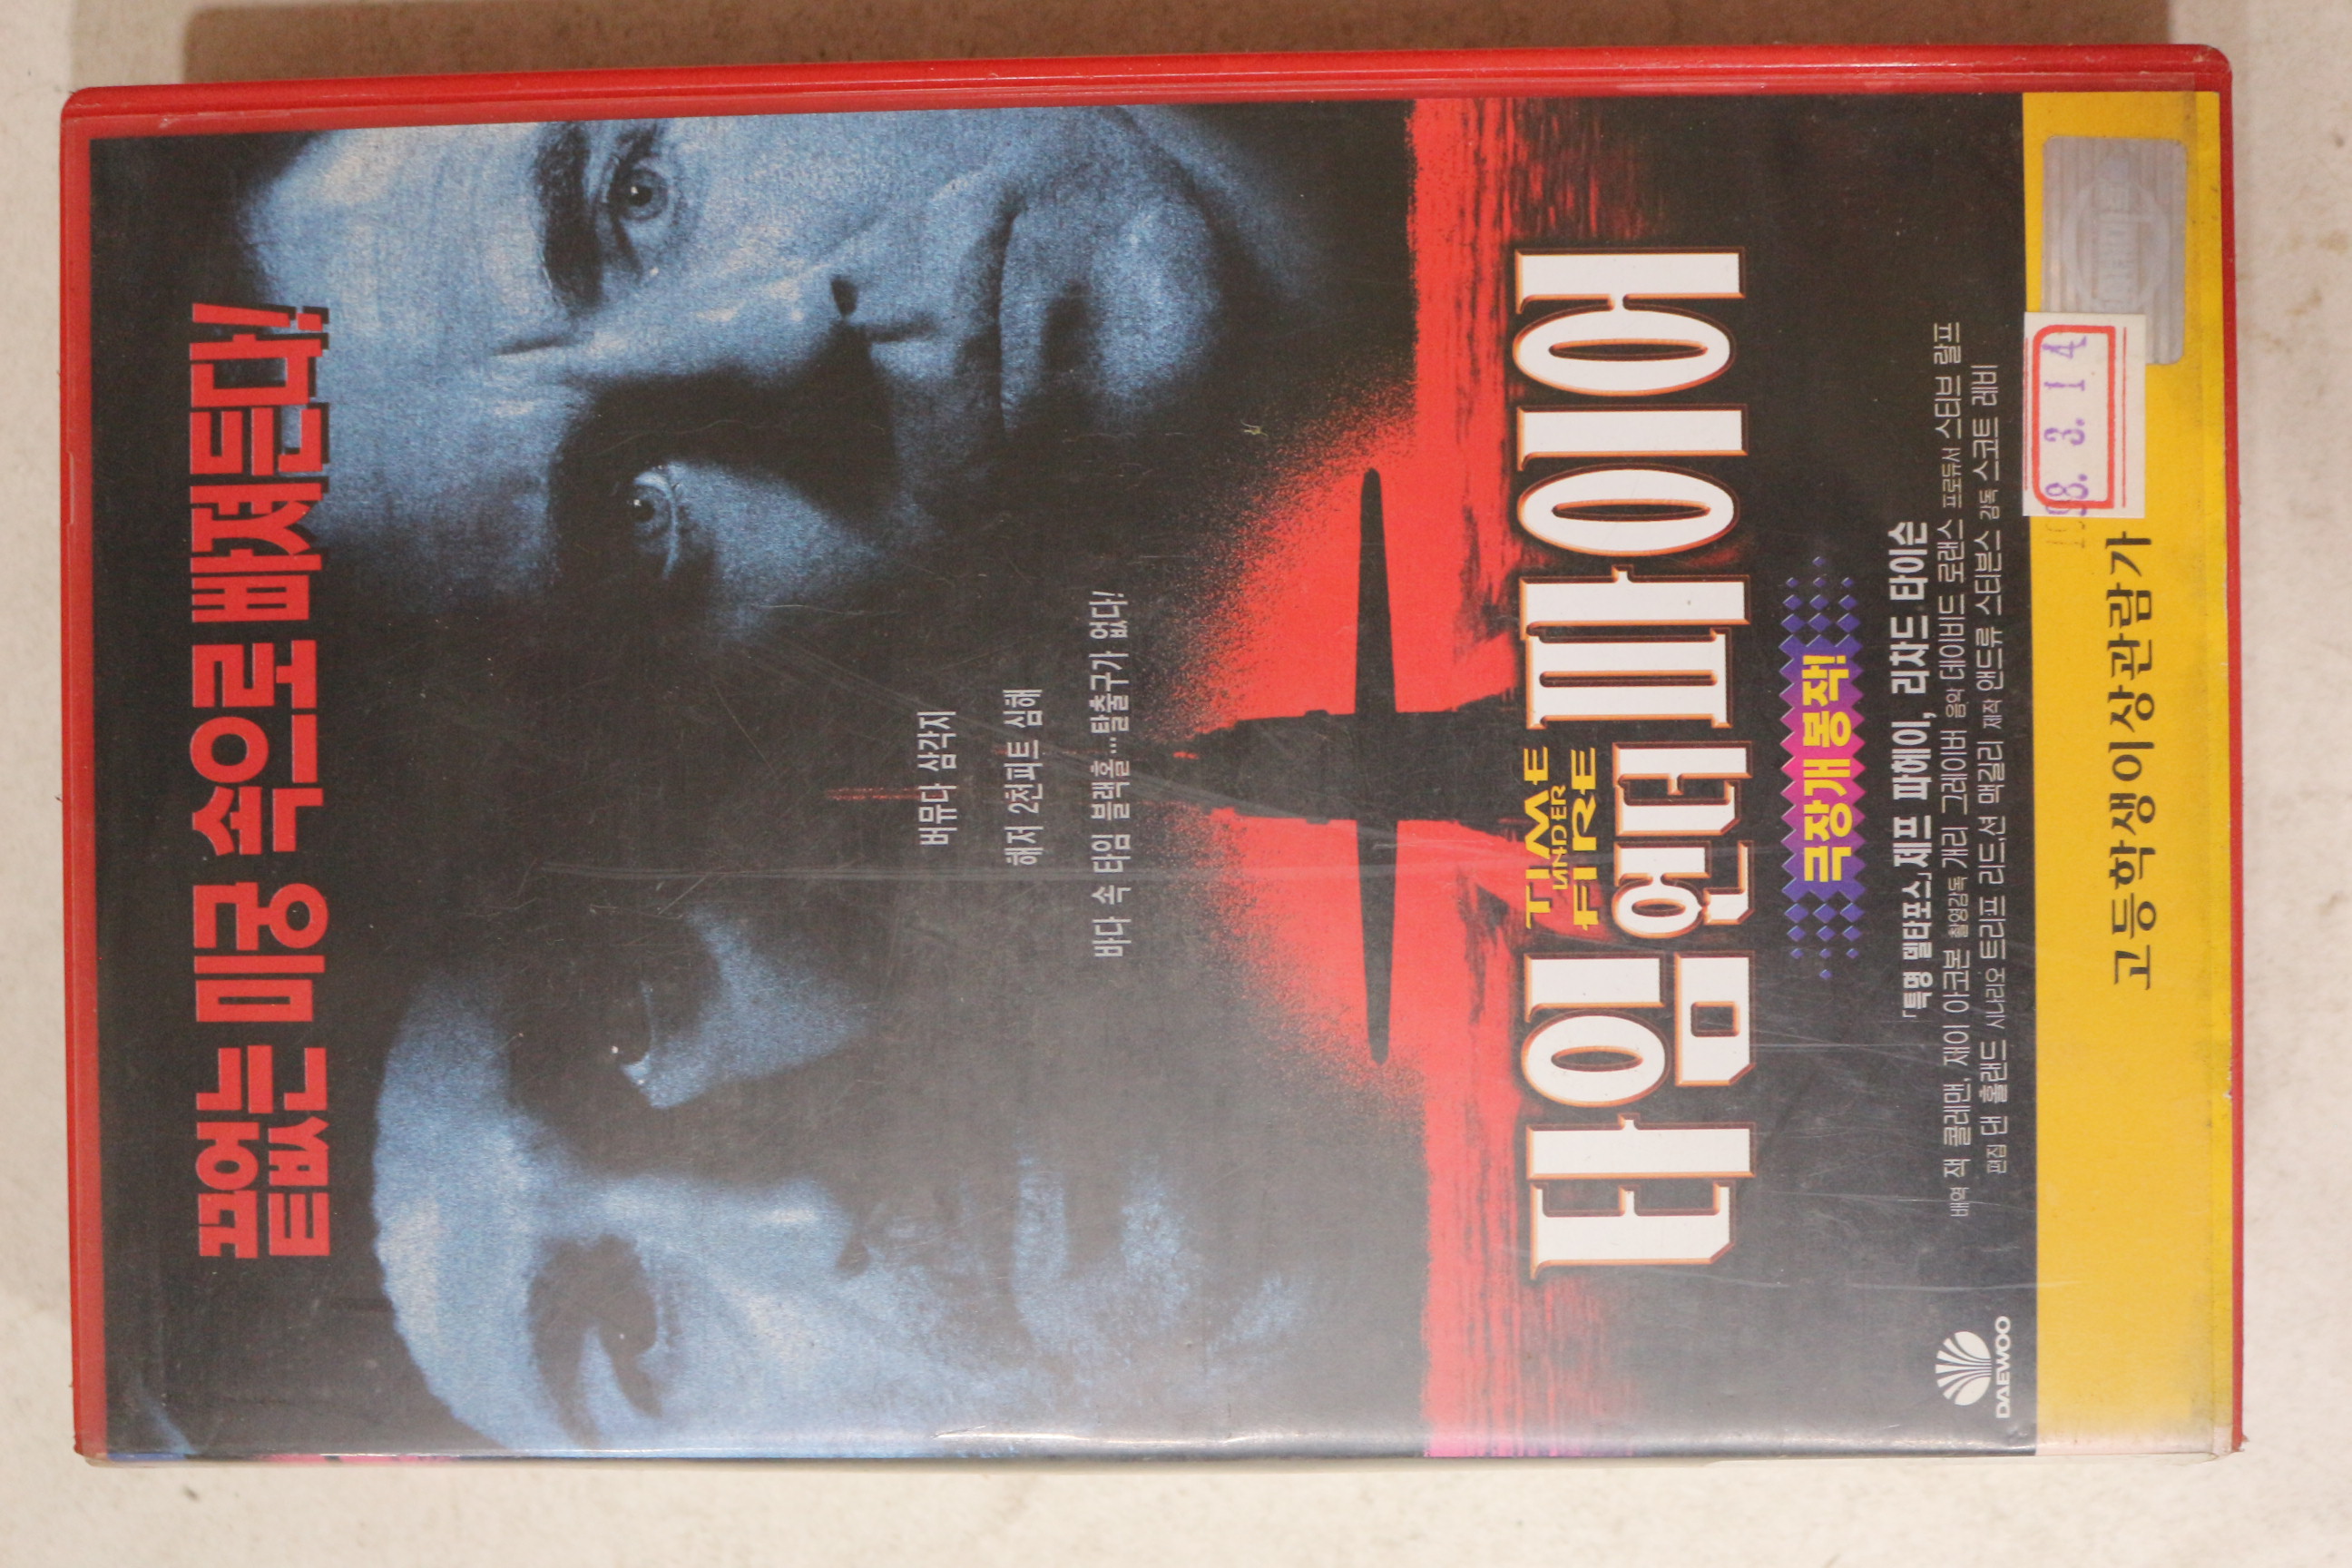 끝없는 미궁 속으로 빠져든다!
버뮤다 삼각지
해저 2천피트 심해
바다 속 타임 블랙홀…탈출구가 없다!
TIME
UNDER
FIRE
타임 언더 파이어
극장개봉작!
「특명 델타포스」제프 파헤이, 리차드 타이슨
배역 잭 콜레맨, 제이 아코본 촬영감독 개리 그레이버 음악 데이비드 로랜스 프로듀서 스티브 랄프
편집 댄 홀랜드 시나리오 트리프 리드,션 맥길리 제작 앤드류 스티븐스 감독 스코트 레비
DAEWOO
고등학생이상관람가
98. 3. 14